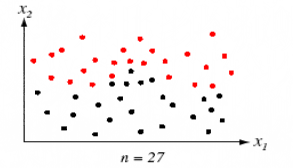 x₂
x₁
n = 27